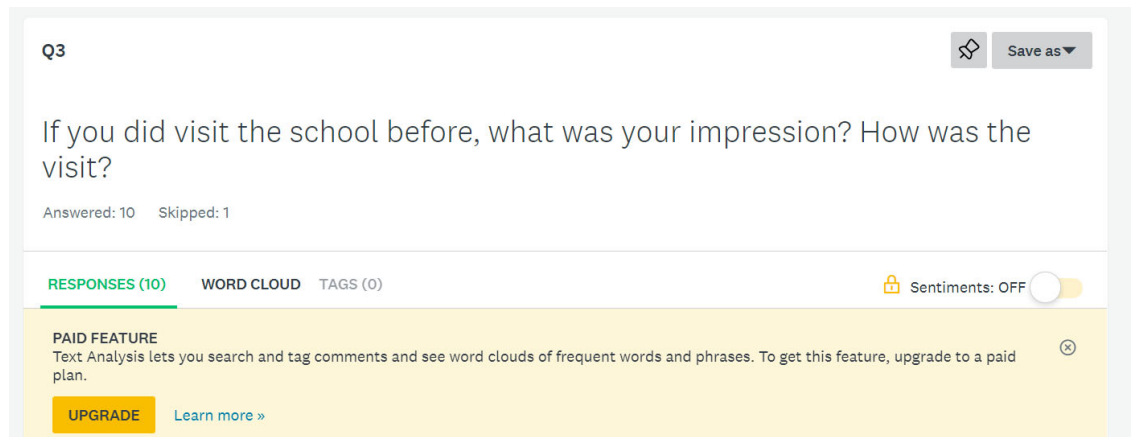 Q3
Save as
If you did visit the school before, what was your impression? How was the
visit?
Answered: 10 Skipped: 1
RESPONSES (10) WORD CLOUD TAGS (0) Sentiments: OFF
PAID FEATURE
Text Analysis lets you search and tag comments and see word clouds of frequent words and phrases. To get this feature, upgrade to a paid
plan.
UPGRADE Learn more »